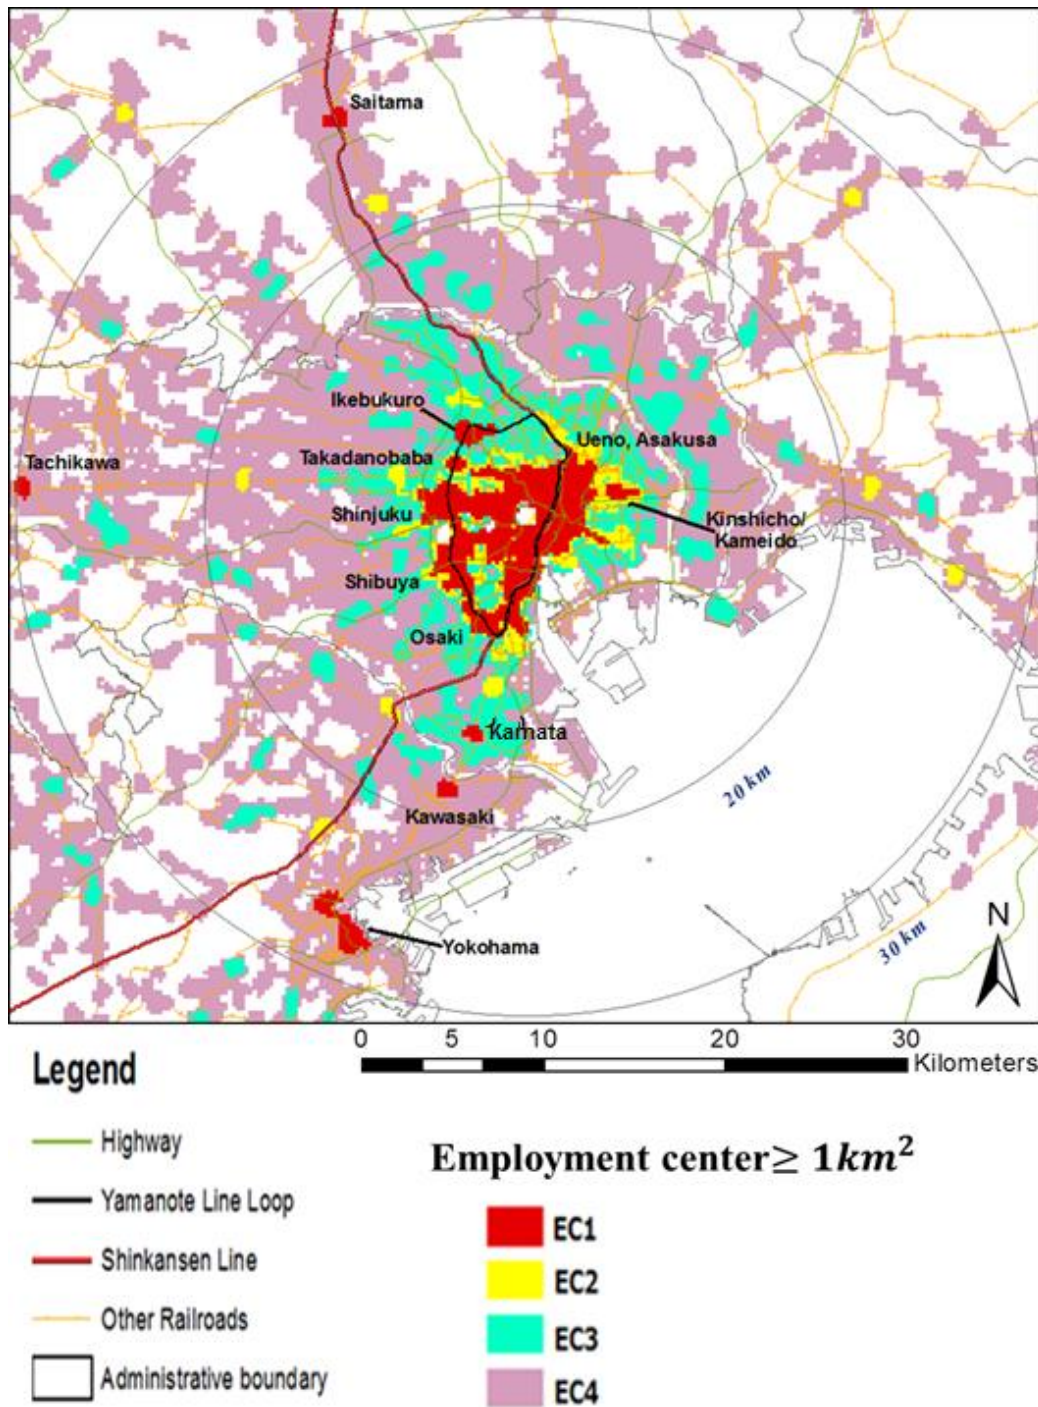 Saitama
Ikebukuro
Ueno, Asakusa
Takadanobaba
Tachikawa
Shinjuku
Kinshicho/
Kameido
Shibuya
Osaki
Kamata
20 km
Kawasaki
Yokohama
30 km
N
0 5 10 20 30
Kilometers
Legend
Highway
Yamanote Line Loop
Shinkansen Line
Other Railroads
Administrative boundary
Employment center≥ 1km²
EC1
EC2
EC3
EC4